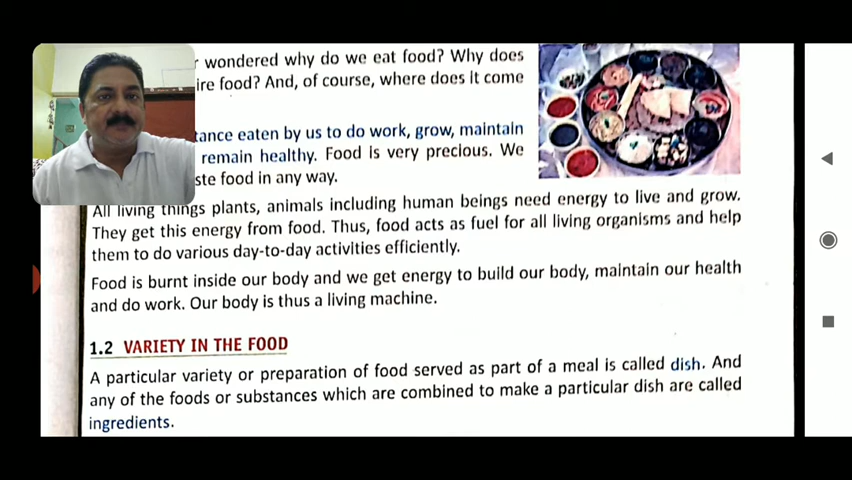 r wondered why do we eat food? Why does
ire food? And, of course, where does it come
tance eaten by us to do work, grow, maintain
remain healthy. Food is very precious. We
ste food in any way.
All living things plants, animals including human beings need energy to live and grow.
They get this energy from food. Thus, food acts as fuel for all living organisms and help
them to do various day-to-day activities efficiently.
Food is burnt inside our body and we get energy to build our body, maintain our health
and do work. Our body is thus a living machine.
1.2 VARIETY IN THE FOOD
A particular variety or preparation of food served as part of a meal is called dish. And
any of the foods or substances which are combined to make a particular dish are called
ingredients.